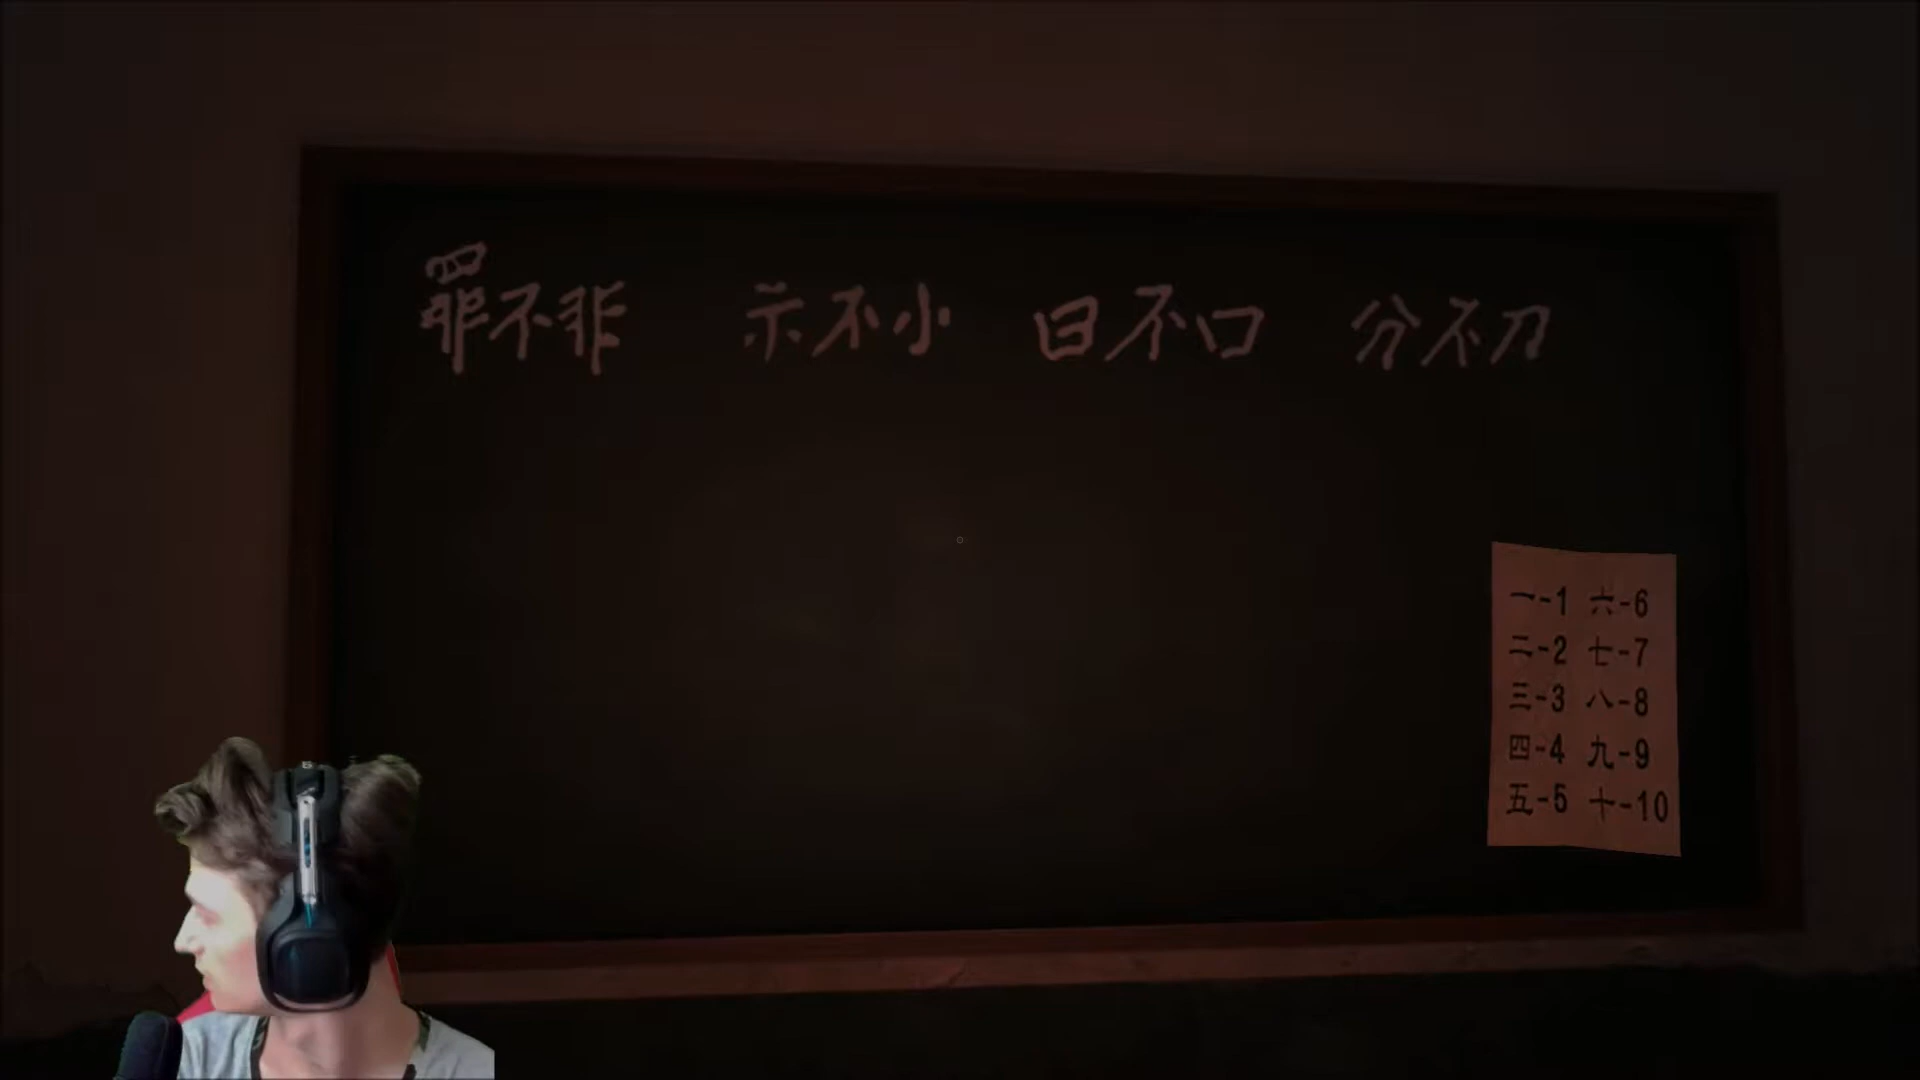 罪不非 示不小 日不口 分不刀
一-1 六-6
二-2 七-7
三-3 八-8
四-4 九-9
五-5 十-10